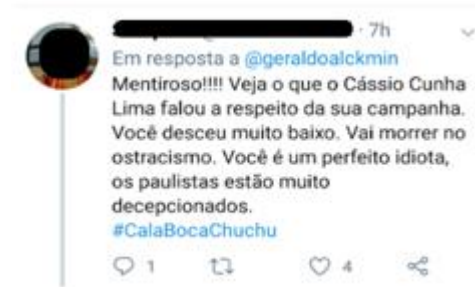 7h
Em resposta a @geraldoalckmin
Mentiroso!!!! Veja o que o Cássio Cunha
Lima falou a respeito da sua campanha.
Você desceu muito baixo. Vai morrer no
ostracismo. Você é um perfeito idiota,
os paulistas estão muito
decepcionados.
#CalaBocaChuchu
1 4